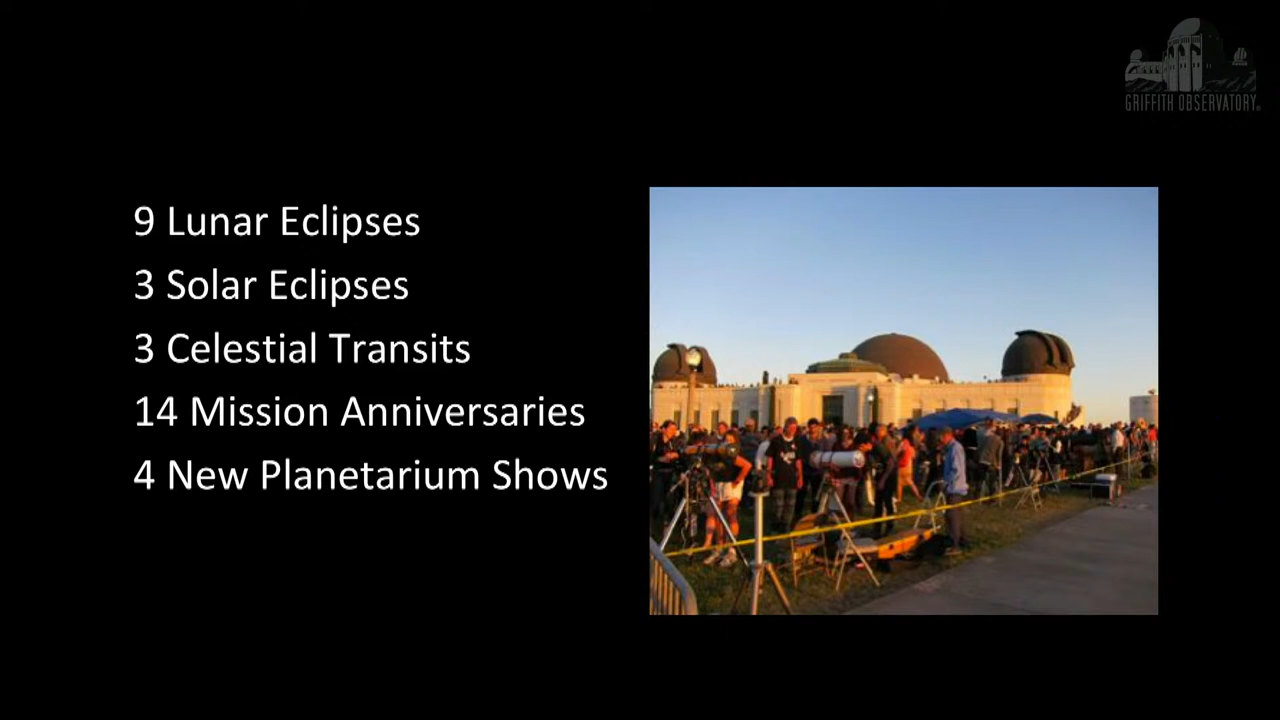 GRIFFITH OBSERVATORY
9 Lunar Eclipses
3 Solar Eclipses
3 Celestial Transits
14 Mission Anniversaries
4 New Planetarium Shows